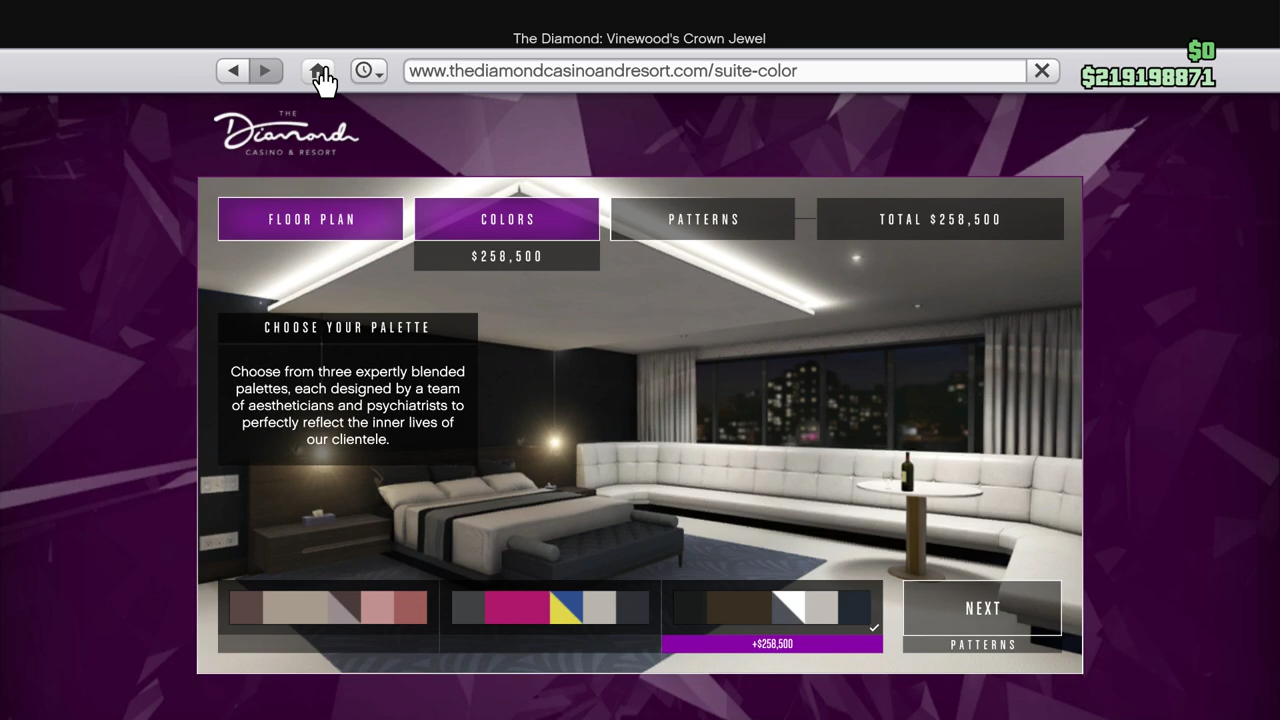 The Diamond: Vinewood's Crown Jewel
$0
www.thediamondcasinoandresort.com/suite-color
$219198871
THE
Diamond
CASINO & RESORT
FLOOR PLAN
COLORS
PATTERNS
TOTAL $258,500
$258,500
CHOOSE YOUR PALETTE
Choose from three expertly blended
palettes, each designed by a team
of aestheticians and psychiatrists to
perfectly reflect the inner lives of
our clientele.
NEXT
+$258,500
PATTERNS